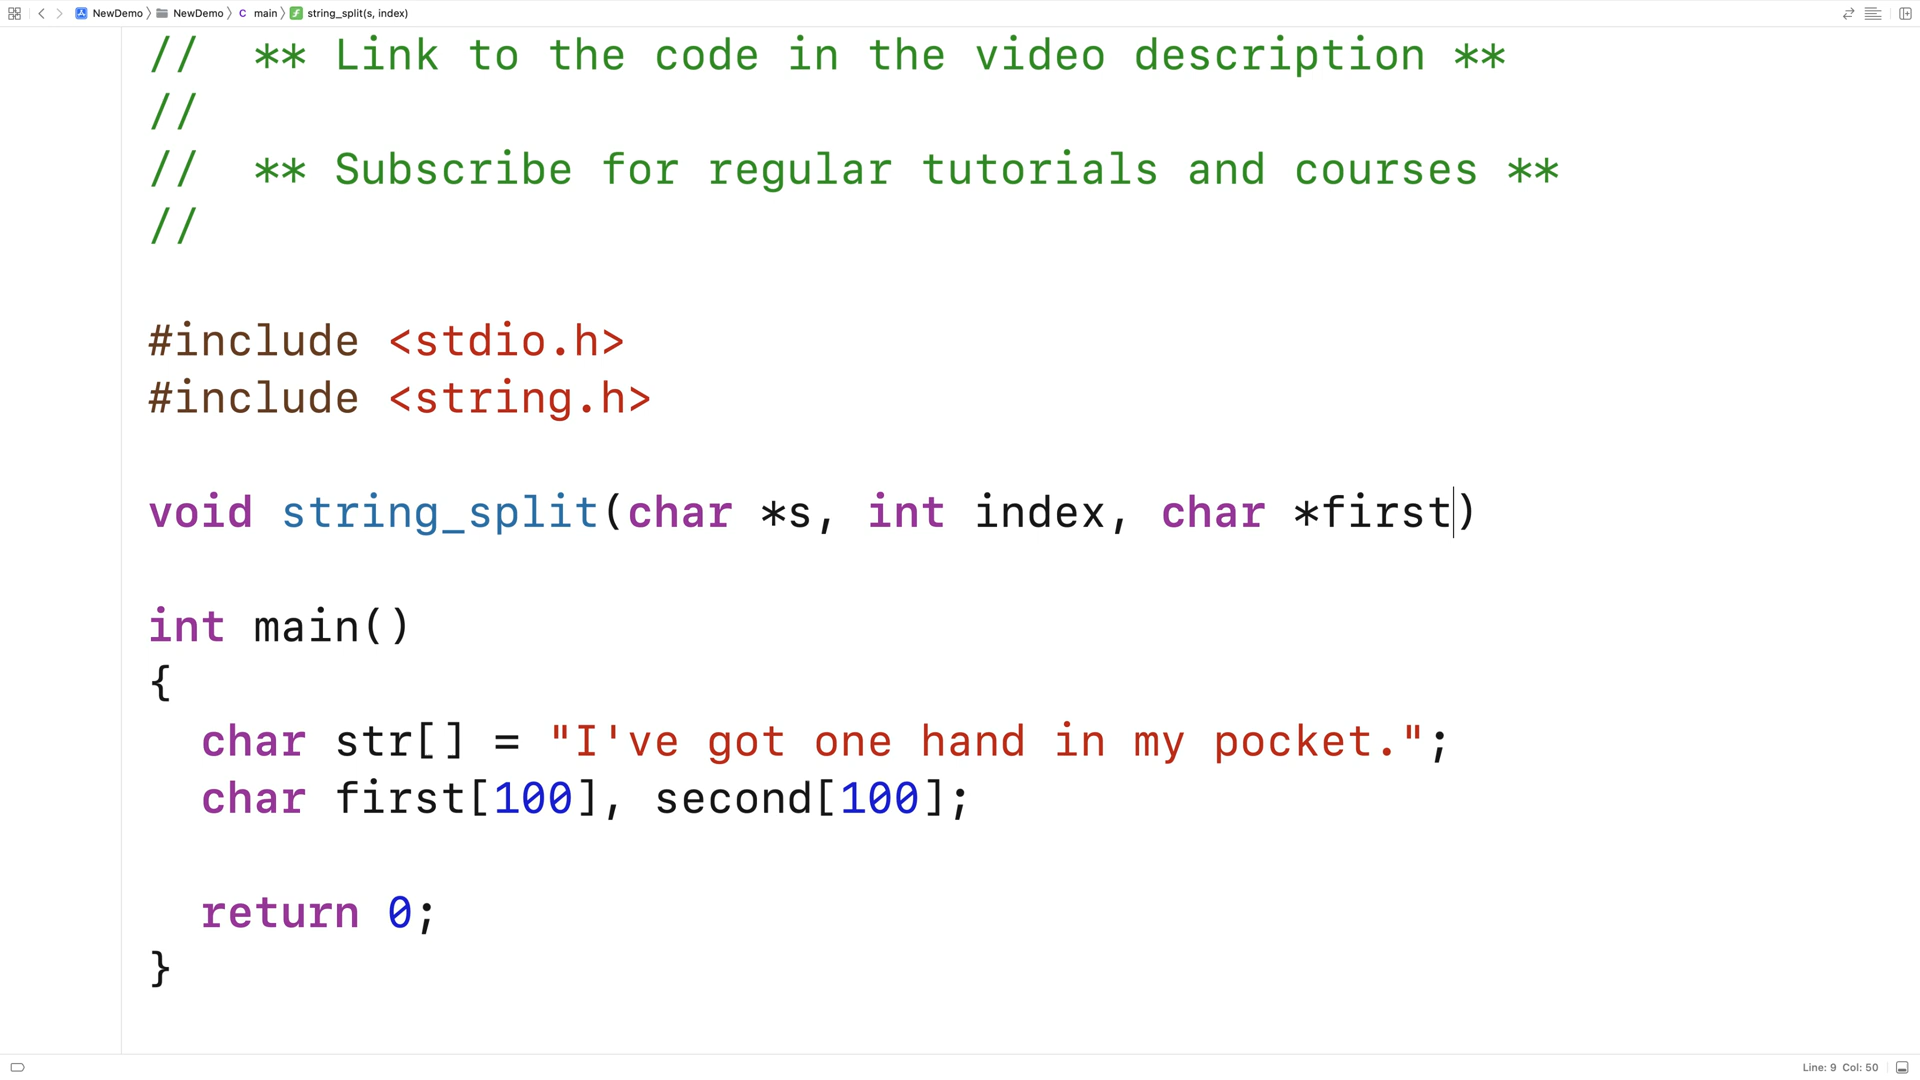 NewDemo NewDemo C main f string_split(s, index)
// ** Link to the code in the video description **
//
// ** Subscribe for regular tutorials and courses **
//
#include <stdio.h>
#include <string.h>
void string_split(char *s, int index, char *first)
int main()
{
char str[] = "I've got one hand in my pocket.";
char first[100], second[100];
return 0;
}
Line: 9 Col: 50